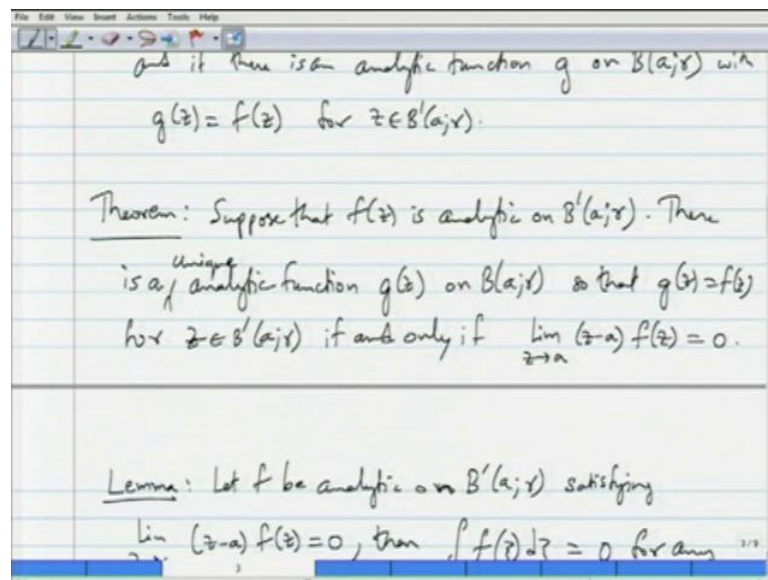 File Edit View Insert Actions Tools Help
and if there is an analytic function g on B(a;r) with
g(z) = f(z) for z∈B'(a;r).
Theorem: Suppose that f(z) is analytic on B'(a;r). There
is a unique analytic function g(z) on B(a;r) so that g(z)=f(z)
for z∈B'(a;r) if and only if lim z→a (z-a) f(z) = 0.
Lemma: Let f be analytic on B'(a;r) satisfying
lim (z-a) f(z)=0, then ∫ f(z)dz = 0 for any
3